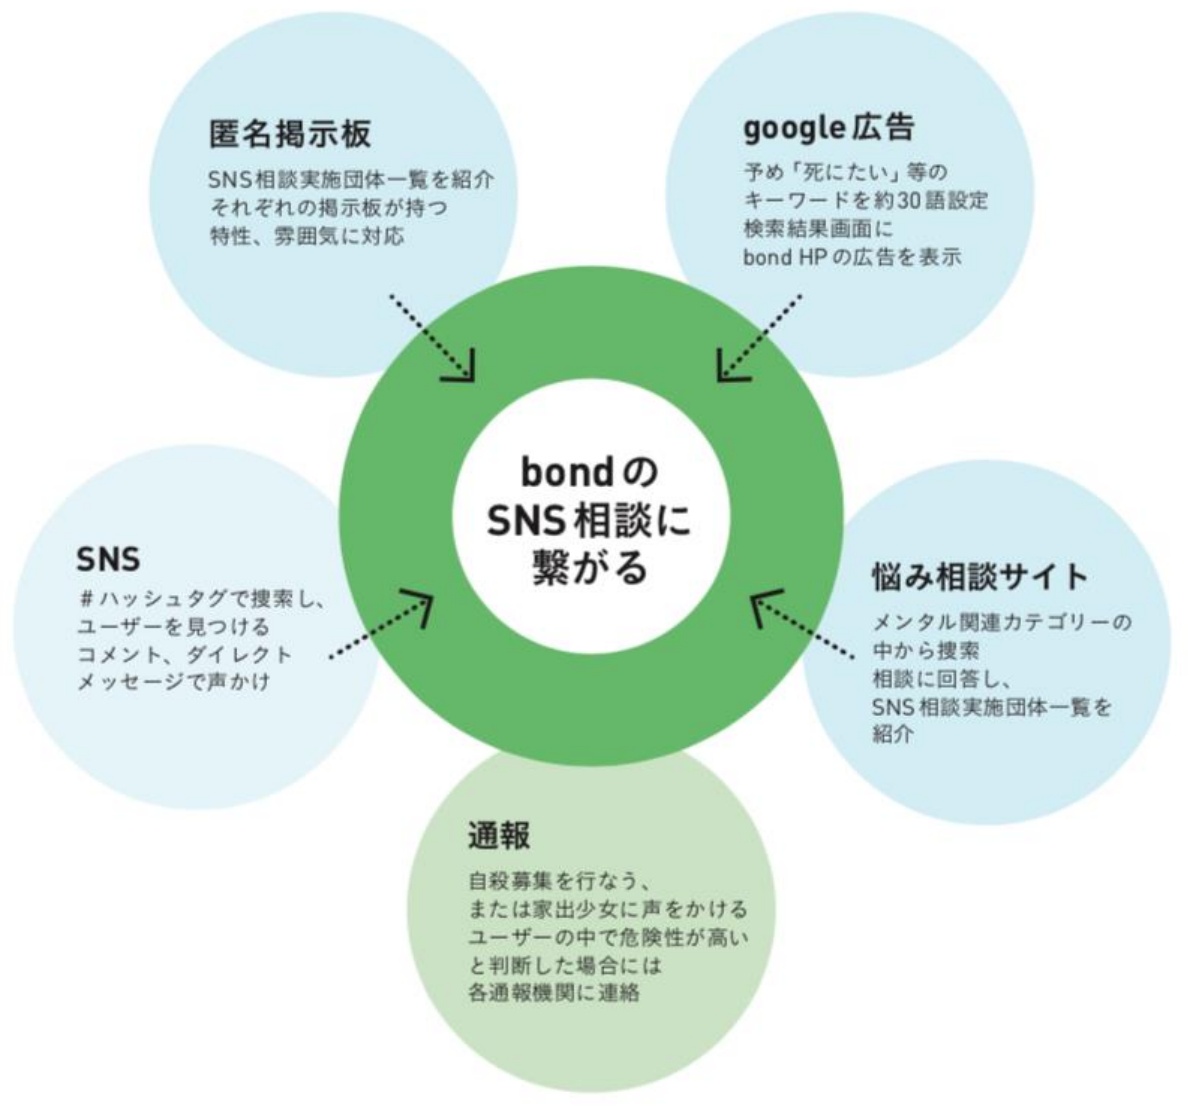 匿名掲示板
SNS相談実施団体一覧を紹介
それぞれの掲示板が持つ
特性、雰囲気に対応
google広告
予め「死にたい」等の
キーワードを約30語設定
検索結果画面に
bond HPの広告を表示
bondの
SNS相談に
繋がる
SNS
#ハッシュタグで捜索し、
ユーザーを見つける
コメント、ダイレクト
メッセージで声かけ
悩み相談サイト
メンタル関連カテゴリーの
中から捜索
相談に回答し、
SNS相談実施団体一覧を
紹介
通報
自殺募集を行なう、
または家出少女に声をかける
ユーザーの中で危険性が高い
と判断した場合には
各通報機関に連絡